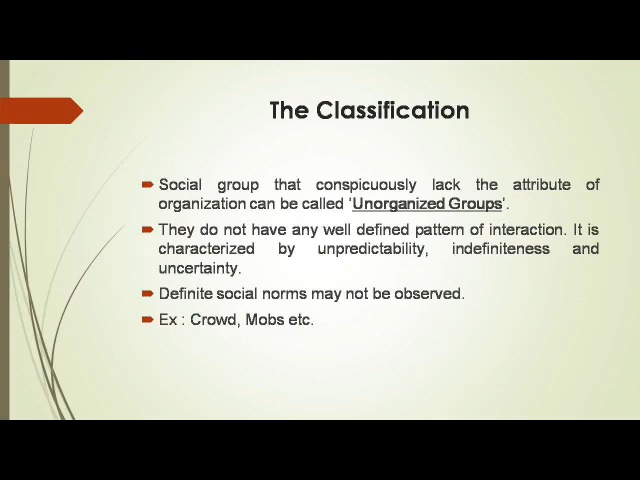 The Classification
Social group that conspicuously lack the attribute of
organization can be called ‘Unorganized Groups’.
They do not have any well defined pattern of interaction. It is
characterized by unpredictability, indefiniteness and
uncertainty.
Definite social norms may not be observed.
Ex : Crowd, Mobs etc.